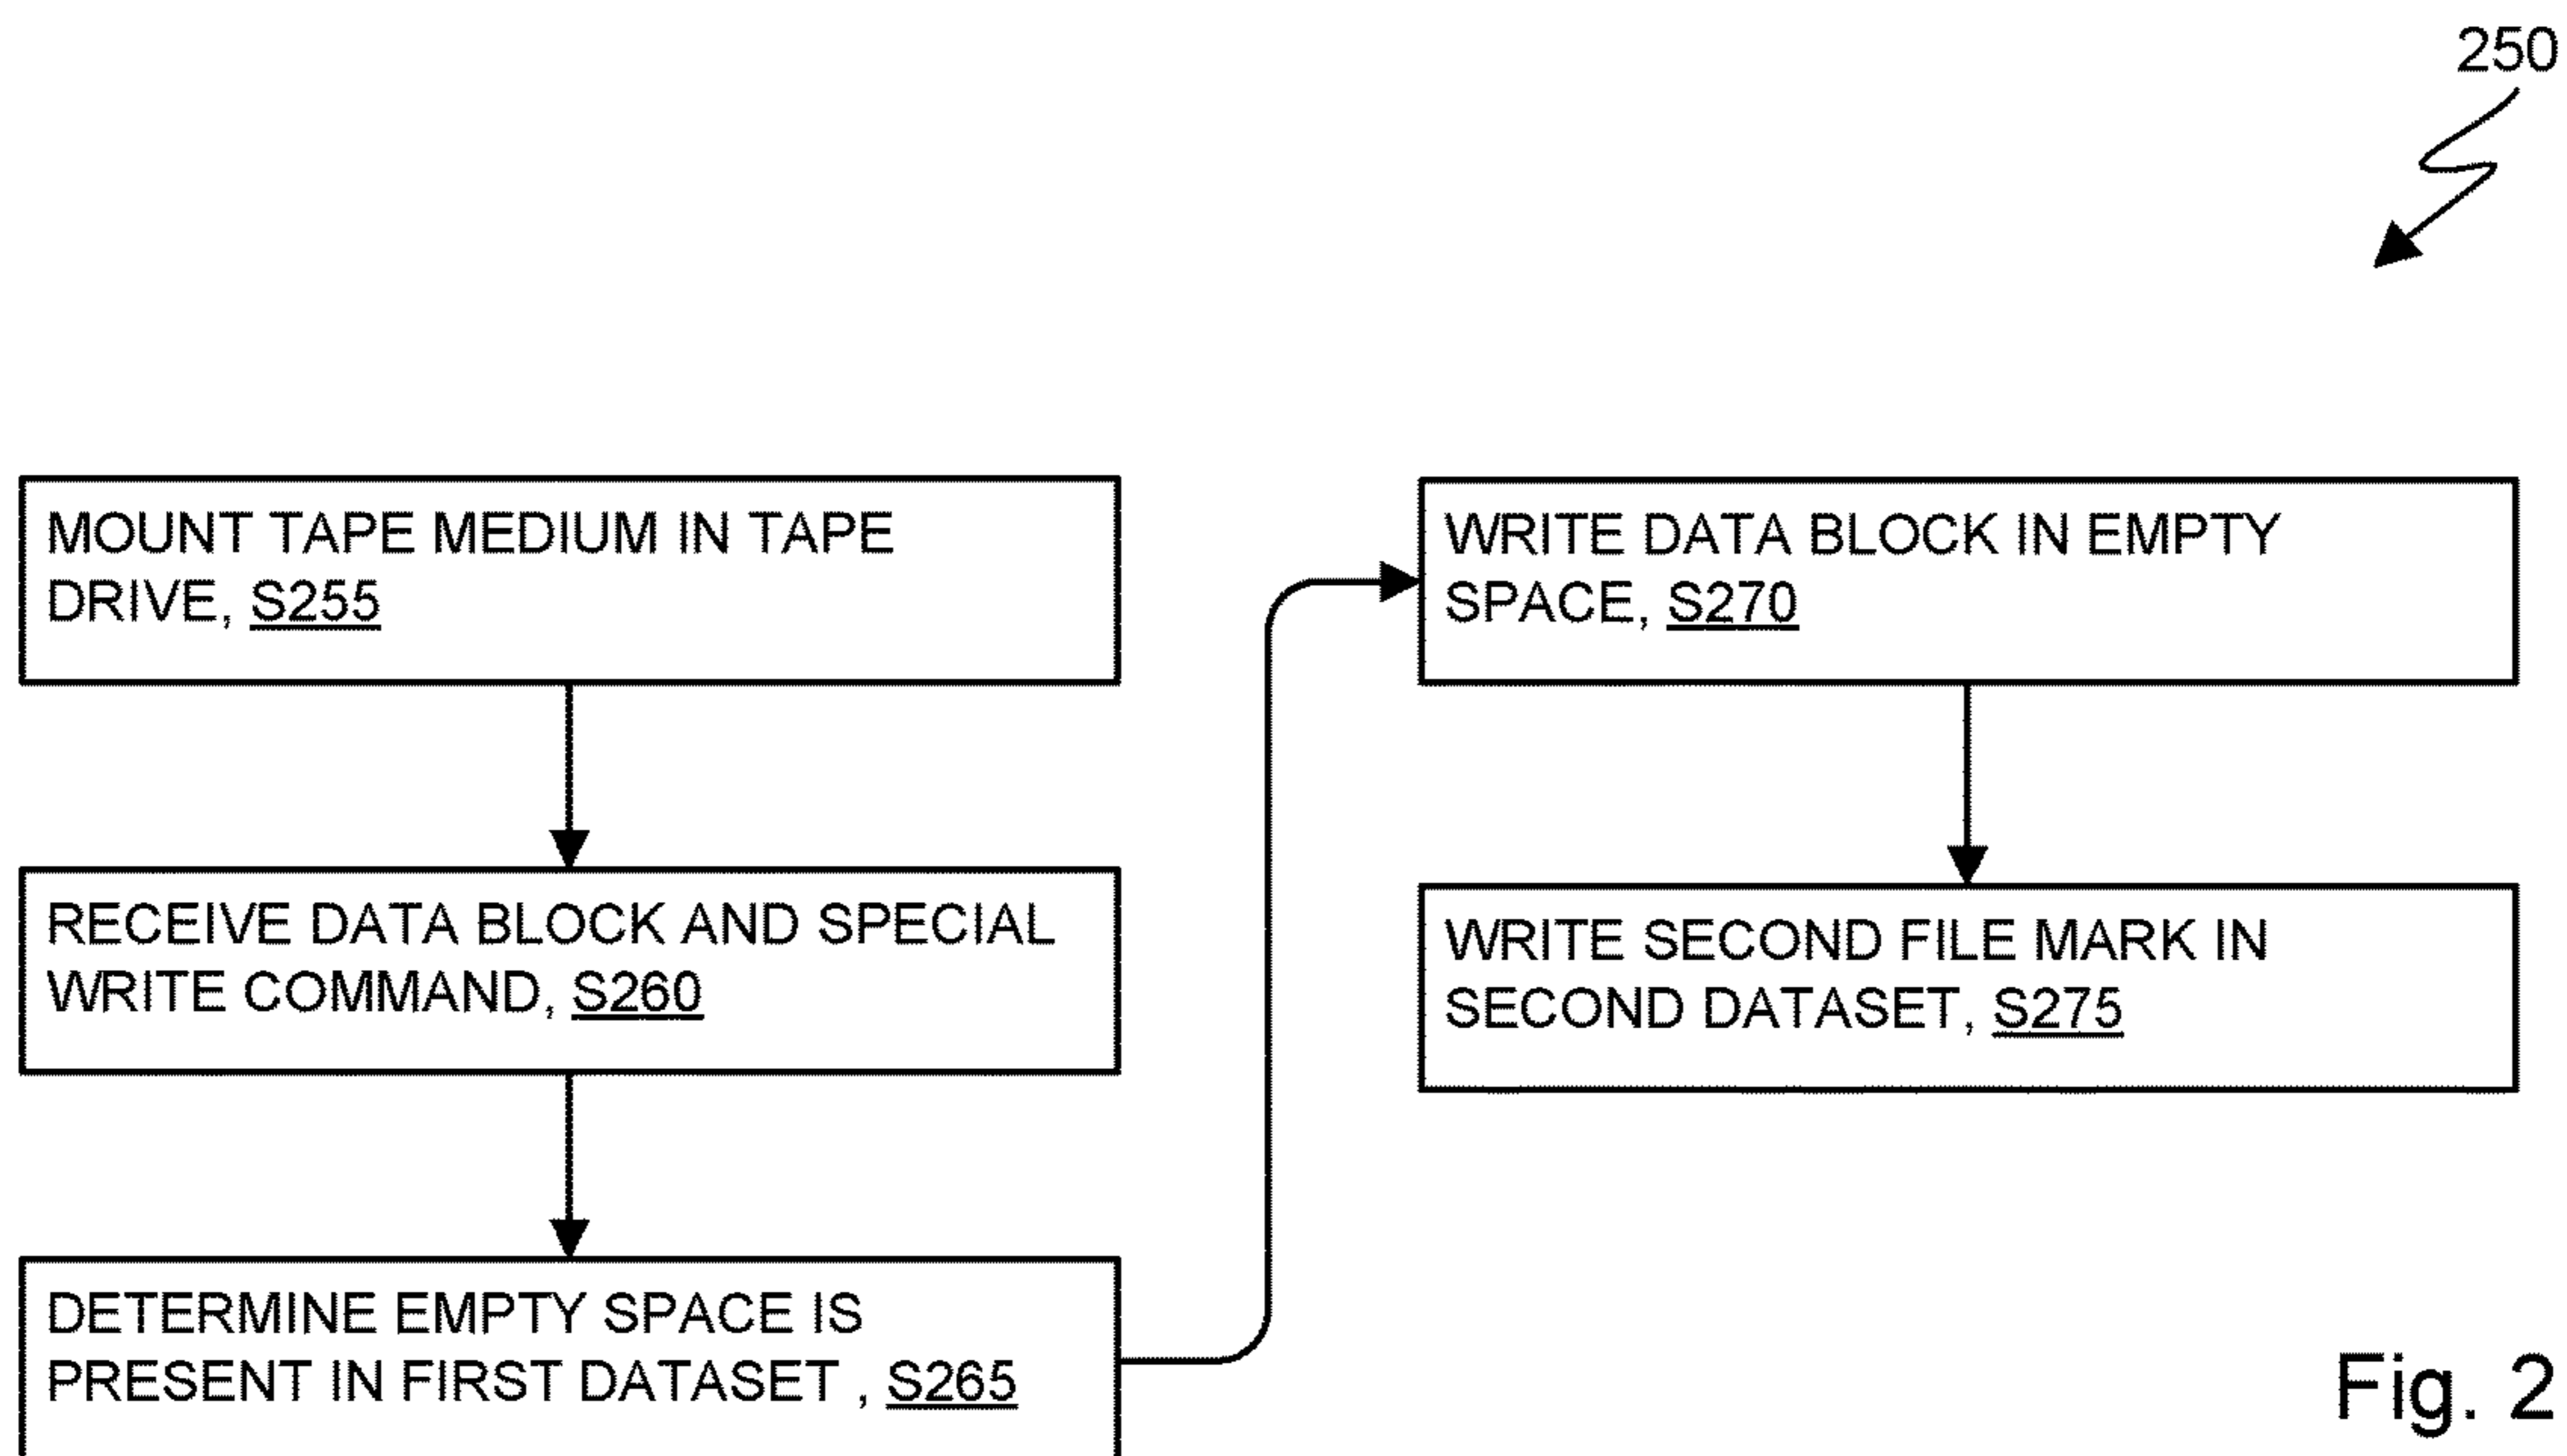 250
MOUNT TAPE MEDIUM IN TAPE
DRIVE, S255
RECEIVE DATA BLOCK AND SPECIAL
WRITE COMMAND, S260
DETERMINE EMPTY SPACE IS
PRESENT IN FIRST DATASET , S265
WRITE DATA BLOCK IN EMPTY
SPACE, S270
WRITE SECOND FILE MARK IN
SECOND DATASET, S275
Fig. 2